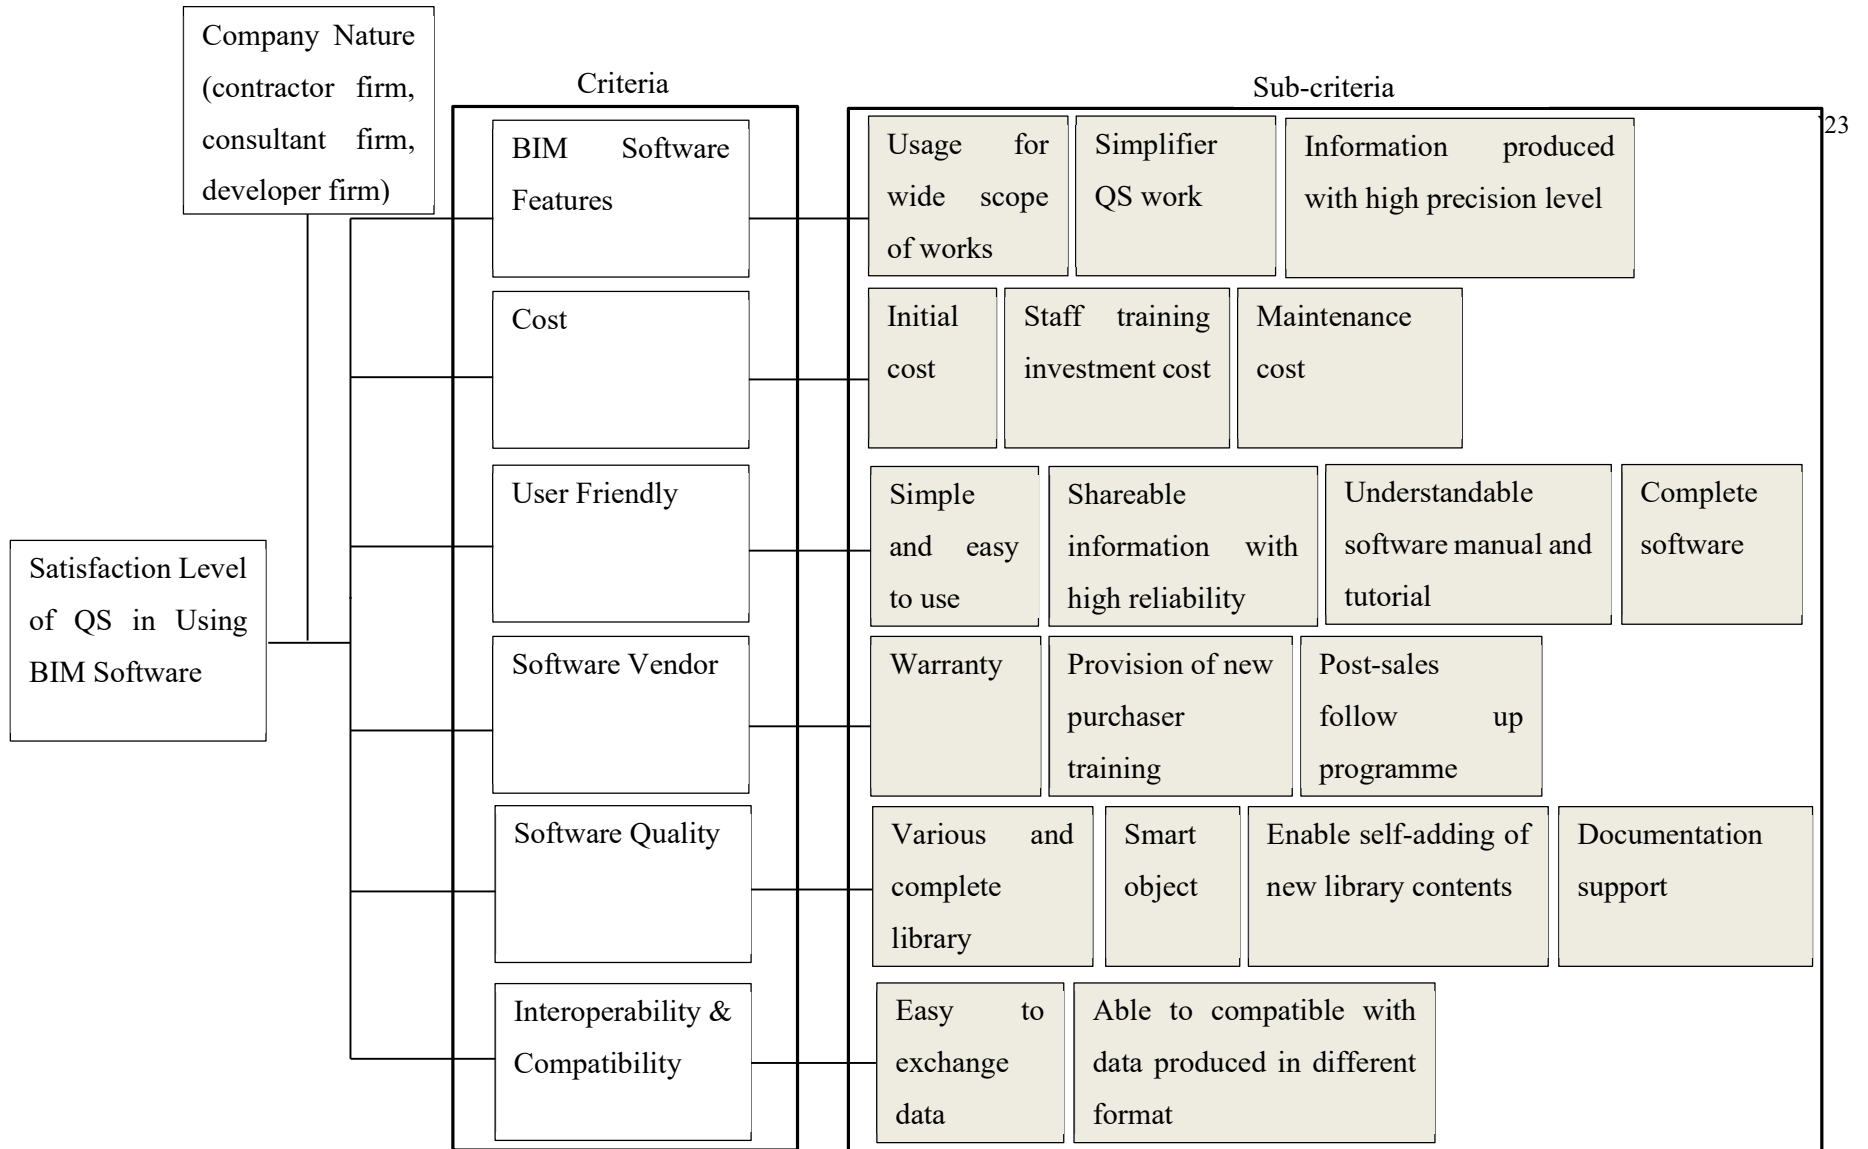 Company Nature
(contractor firm,
consultant firm,
developer firm)
Criteria
Sub-criteria
23
BIM Software
Features
Usage for
wide scope
of works
Simplifier
QS work
Information produced
with high precision level
Cost
Initial
cost
Staff training
investment cost
Maintenance
cost
User Friendly
Simple
and easy
to use
Shareable
information with
high reliability
Understandable
software manual and
tutorial
Complete
software
Satisfaction Level
of QS in Using
BIM Software
Software Vendor
Warranty
Provision of new
purchaser
training
Post-sales
follow up
programme
Software Quality
Various and
complete
library
Smart
object
Enable self-adding of
new library contents
Documentation
support
Interoperability &
Compatibility
Easy to
exchange
data
Able to compatible with
data produced in different
format